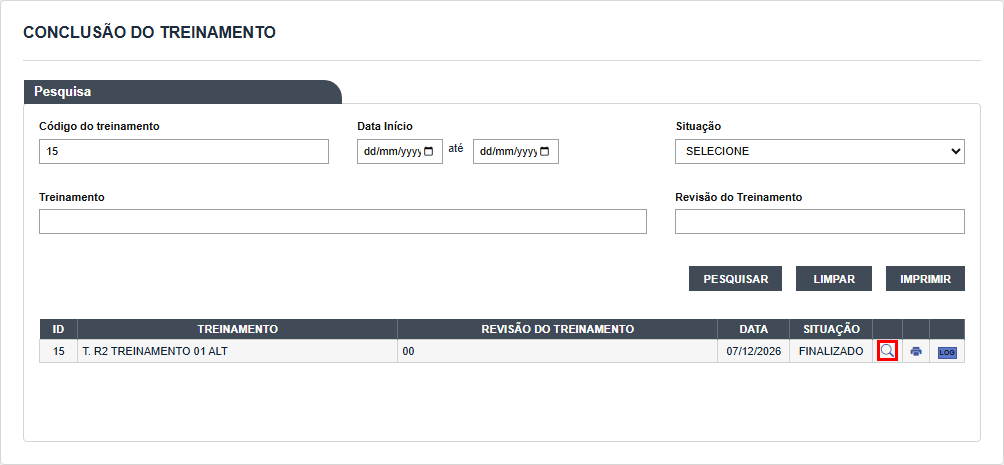 CONCLUSÃO DO TREINAMENTO
Pesquisa
Código do treinamento
Data Início
Situação
15
dd/mm/yyyy
até
dd/mm/yyyy
SELECIONE
Treinamento
Revisão do Treinamento
PESQUISAR
LIMPAR
IMPRIMIR
ID TREINAMENTO REVISÃO DO TREINAMENTO DATA SITUAÇÃO
15 T. R2 TREINAMENTO 01 ALT 00 07/12/2026 FINALIZADO LOG